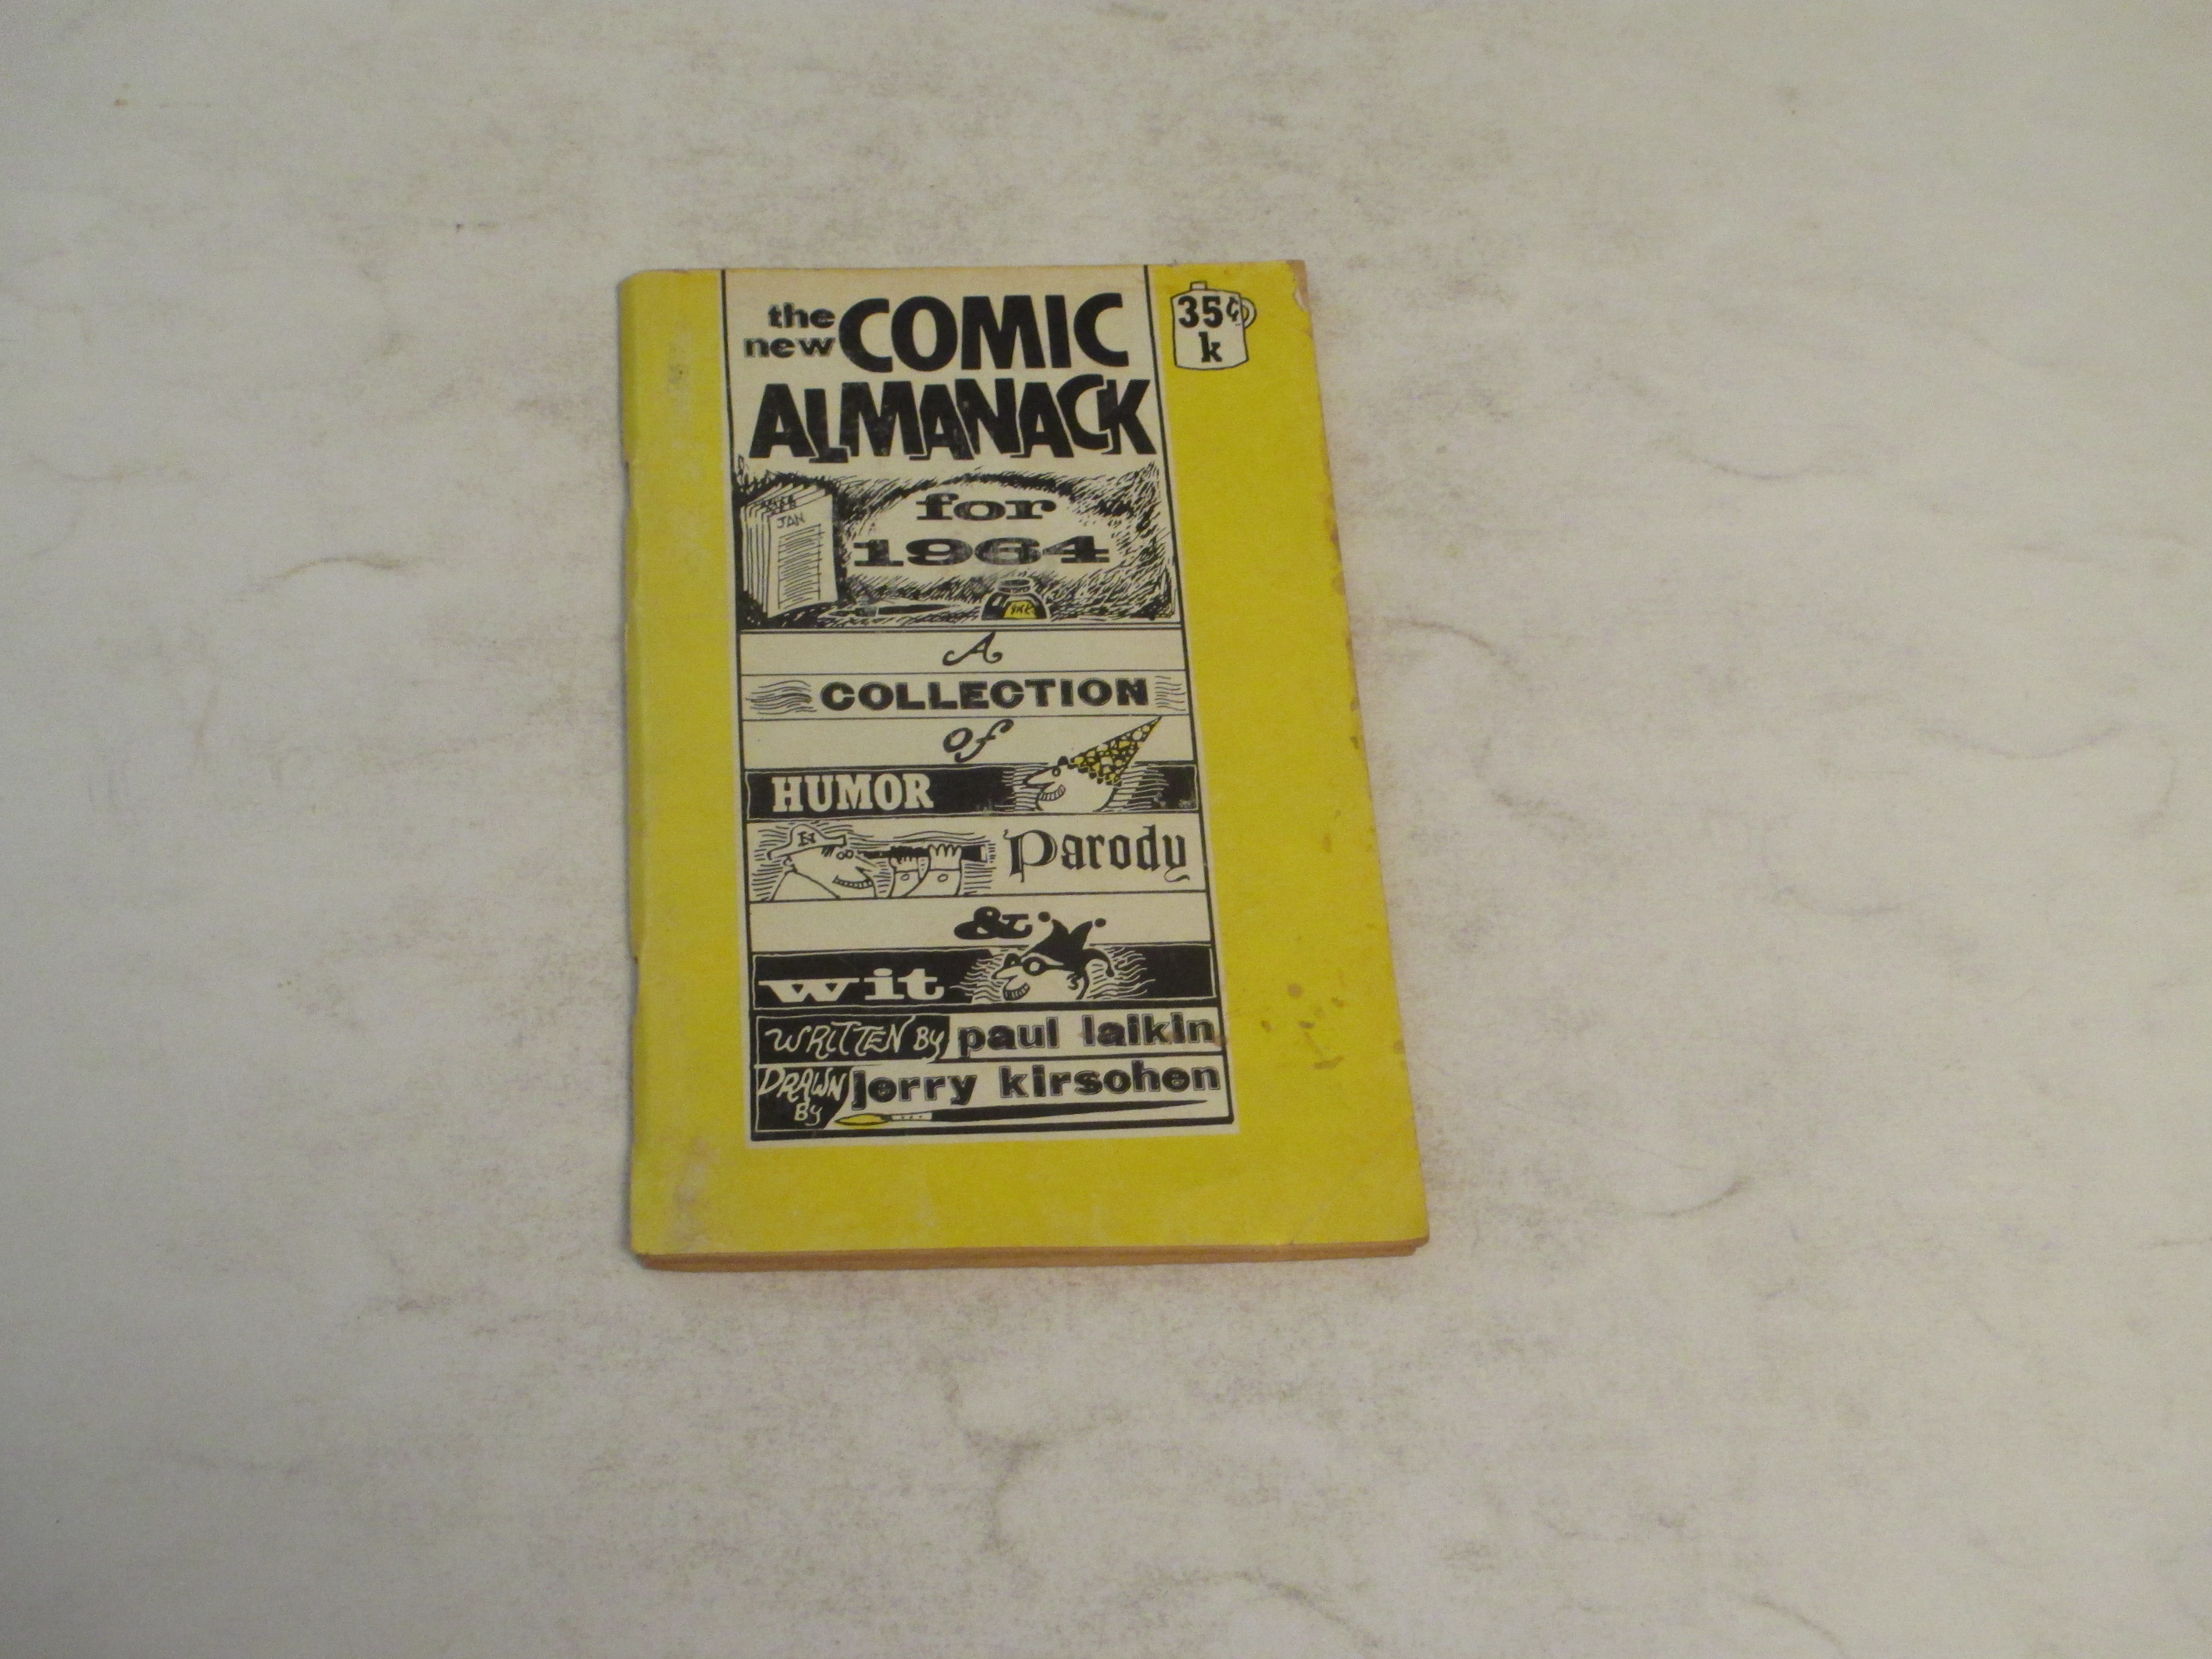 the
new COMIC
ALMANACK
35¢
k
JAN
for
1964
INK
A
COLLECTION
of
HUMOR
N
Parody
&
wit
WRITTEN BY paul laikin
DRAWN BY jerry kirschen